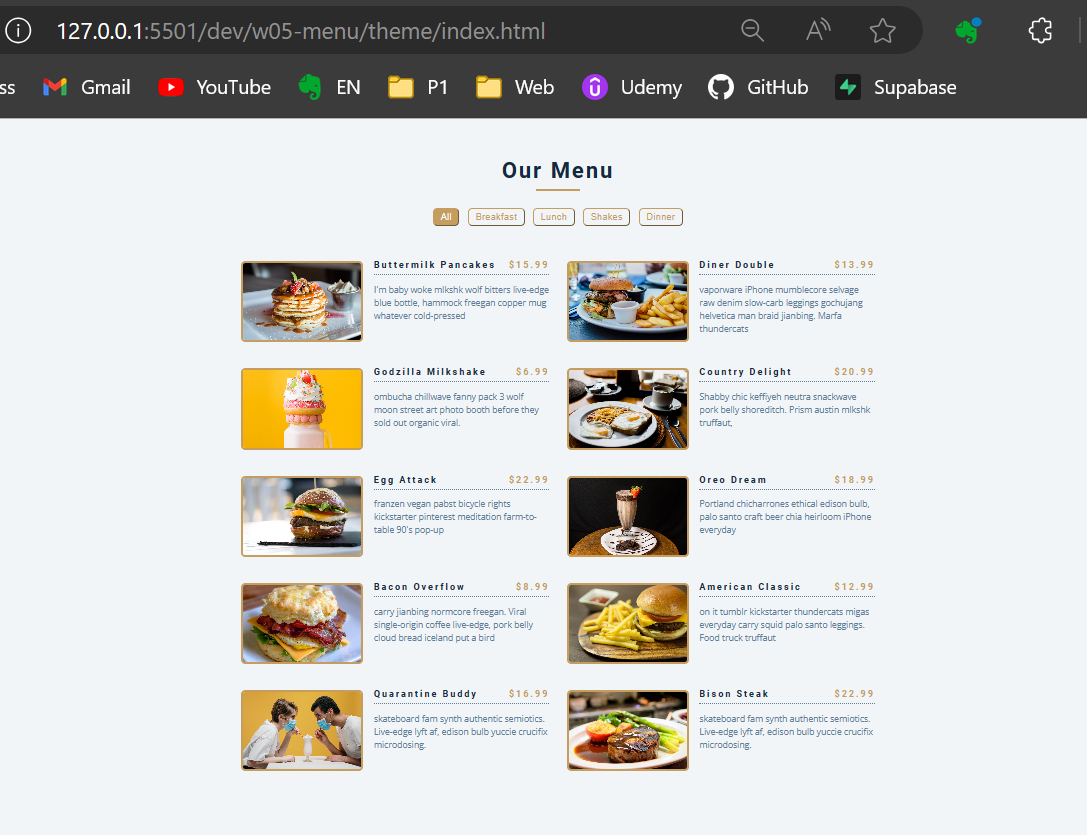 127.0.0.1:5501/dev/w05-menu/theme/index.html
ss Gmail YouTube EN P1 Web Udemy GitHub Supabase
Our Menu
All Breakfast Lunch Shakes Dinner
Buttermilk Pancakes $15.99
I'm baby woke mlkshk wolf bitters live-edge
blue bottle, hammock freegan copper mug
whatever cold-pressed
Diner Double $13.99
vaporware iPhone mumblecore selvage
raw denim slow-carb leggings gochujang
helvetica man braid jianbing. Marfa
thundercats
Godzilla Milkshake $6.99
ombucha chillwave fanny pack 3 wolf
moon street art photo booth before they
sold out organic viral.
Country Delight $20.99
Shabby chic keffiyeh neutra snackwave
pork belly shoreditch. Prism austin mlkshk
truffaut,
Egg Attack $22.99
franzen vegan pabst bicycle rights
kickstarter pinterest meditation farm-to-
table 90's pop-up
Oreo Dream $18.99
Portland chicharrones ethical edison bulb,
palo santo craft beer chia heirloom iPhone
everyday
Bacon Overflow $8.99
carry jianbing normcore freegan. Viral
single-origin coffee live-edge, pork belly
cloud bread iceland put a bird
American Classic $12.99
on it tumblr kickstarter thundercats migas
everyday carry squid palo santo leggings.
Food truck truffaut
Quarantine Buddy $16.99
skateboard fam synth authentic semiotics.
Live-edge lyft af, edison bulb yuccie crucifix
microdosing.
Bison Steak $22.99
skateboard fam synth authentic semiotics.
Live-edge lyft af, edison bulb yuccie crucifix
microdosing.